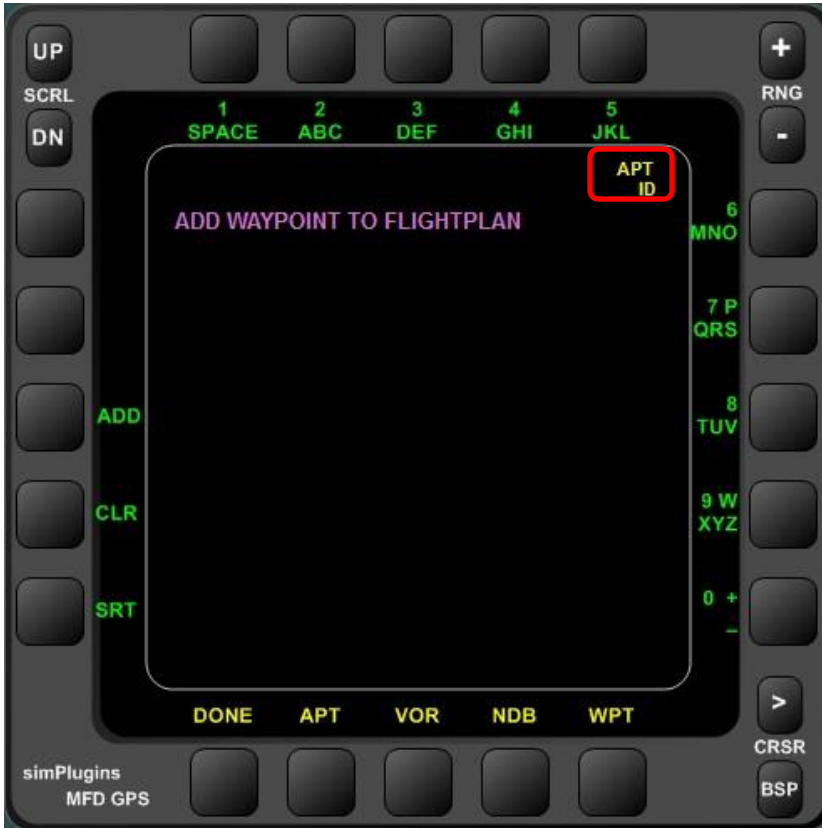 UP
SCRL
DN
+
RNG
-
1
SPACE
2
ABC
3
DEF
4
GHI
5
JKL
APT
ID
ADD WAYPOINT TO FLIGHTPLAN
6
MNO
7 P
QRS
ADD
8
TUV
CLR
9 W
XYZ
SRT
0 +
–
DONE APT VOR NDB WPT
>
CRSR
BSP
simPlugins
MFD GPS